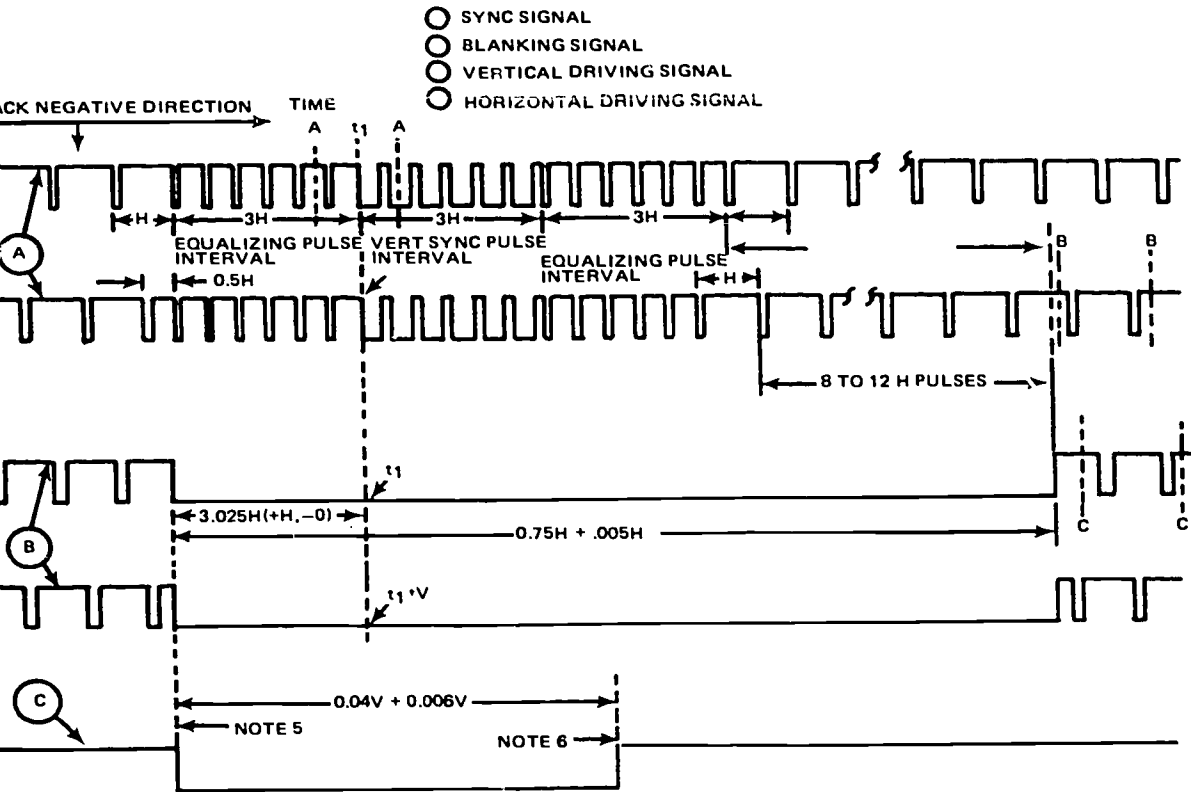 SYNC SIGNAL
BLANKING SIGNAL
VERTICAL DRIVING SIGNAL
HORIZONTAL DRIVING SIGNAL
ACK NEGATIVE DIRECTION
TIME
A t1 A
H 3H 3H 3H
A
EQUALIZING PULSE
INTERVAL
VERT SYNC PULSE
INTERVAL
EQUALIZING PULSE
INTERVAL
B B
0.5H
H
8 TO 12 H PULSES
t1
3.025H(+H,-0)
0.75H + .005H
C C
B
t1+V
C
0.04V + 0.006V
NOTE 5
NOTE 6